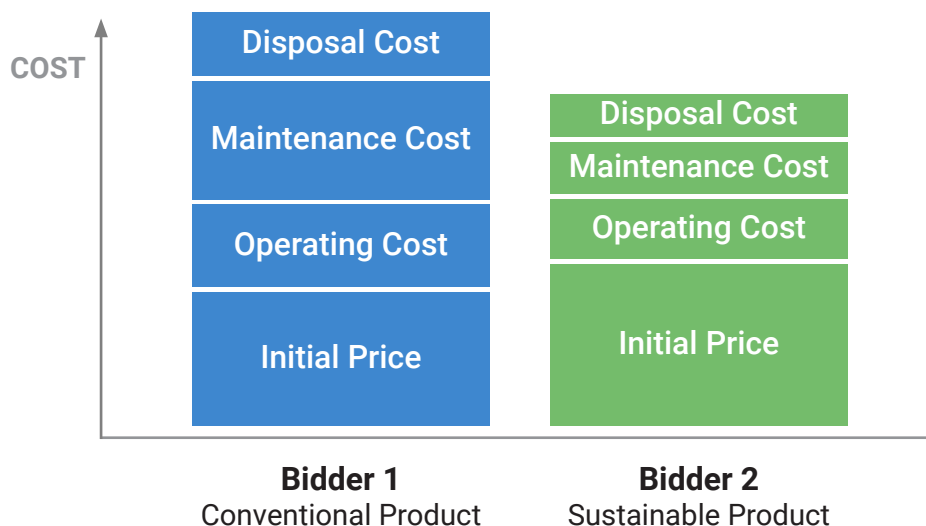 COST
Disposal Cost
Maintenance Cost
Operating Cost
Initial Price
Disposal Cost
Maintenance Cost
Operating Cost
Initial Price
Bidder 1
Conventional Product
Bidder 2
Sustainable Product